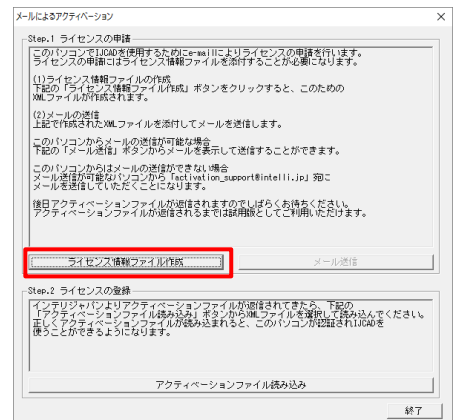 メールによるアクティベーション
Step.1 ライセンスの申請
このパソコンでIJCADを使用するためにe-mailによりライセンスの申請を行います。
ライセンスの申請にはライセンス情報ファイルを添付することが必要になります。
(1)ライセンス情報ファイルの作成
下記の「ライセンス情報ファイル作成」ボタンをクリックすると、このための
XMLファイルが作成されます。
(2)メールの送信
上記で作成されたXMLファイルを添付してメールを送信します。
このパソコンからメールの送信が可能な場合
下記の「メール送信」ボタンからメールを表示して送信することができます。
このパソコンからはメールの送信ができない場合
メール送信が可能なパソコンから「activation_support@intelli.jp」宛に
メールを送信していただくことになります。
後日アクティベーションファイルが返信されますのでしばらくお待ちください。
アクティベーションファイルが返信されるまでは試用版としてご利用いただけます。
ライセンス情報ファイル作成
メール送信
Step.2 ライセンスの登録
インテリジャパンよりアクティベーションファイルが返信されてきたら、下記の
「アクティベーションファイル読み込み」ボタンからXMLファイルを選択して読み込んでください。
正しくアクティベーションファイルが読み込まれると、このパソコンが認証されIJCADを
使うことができるようになります。
アクティベーションファイル読み込み
終了